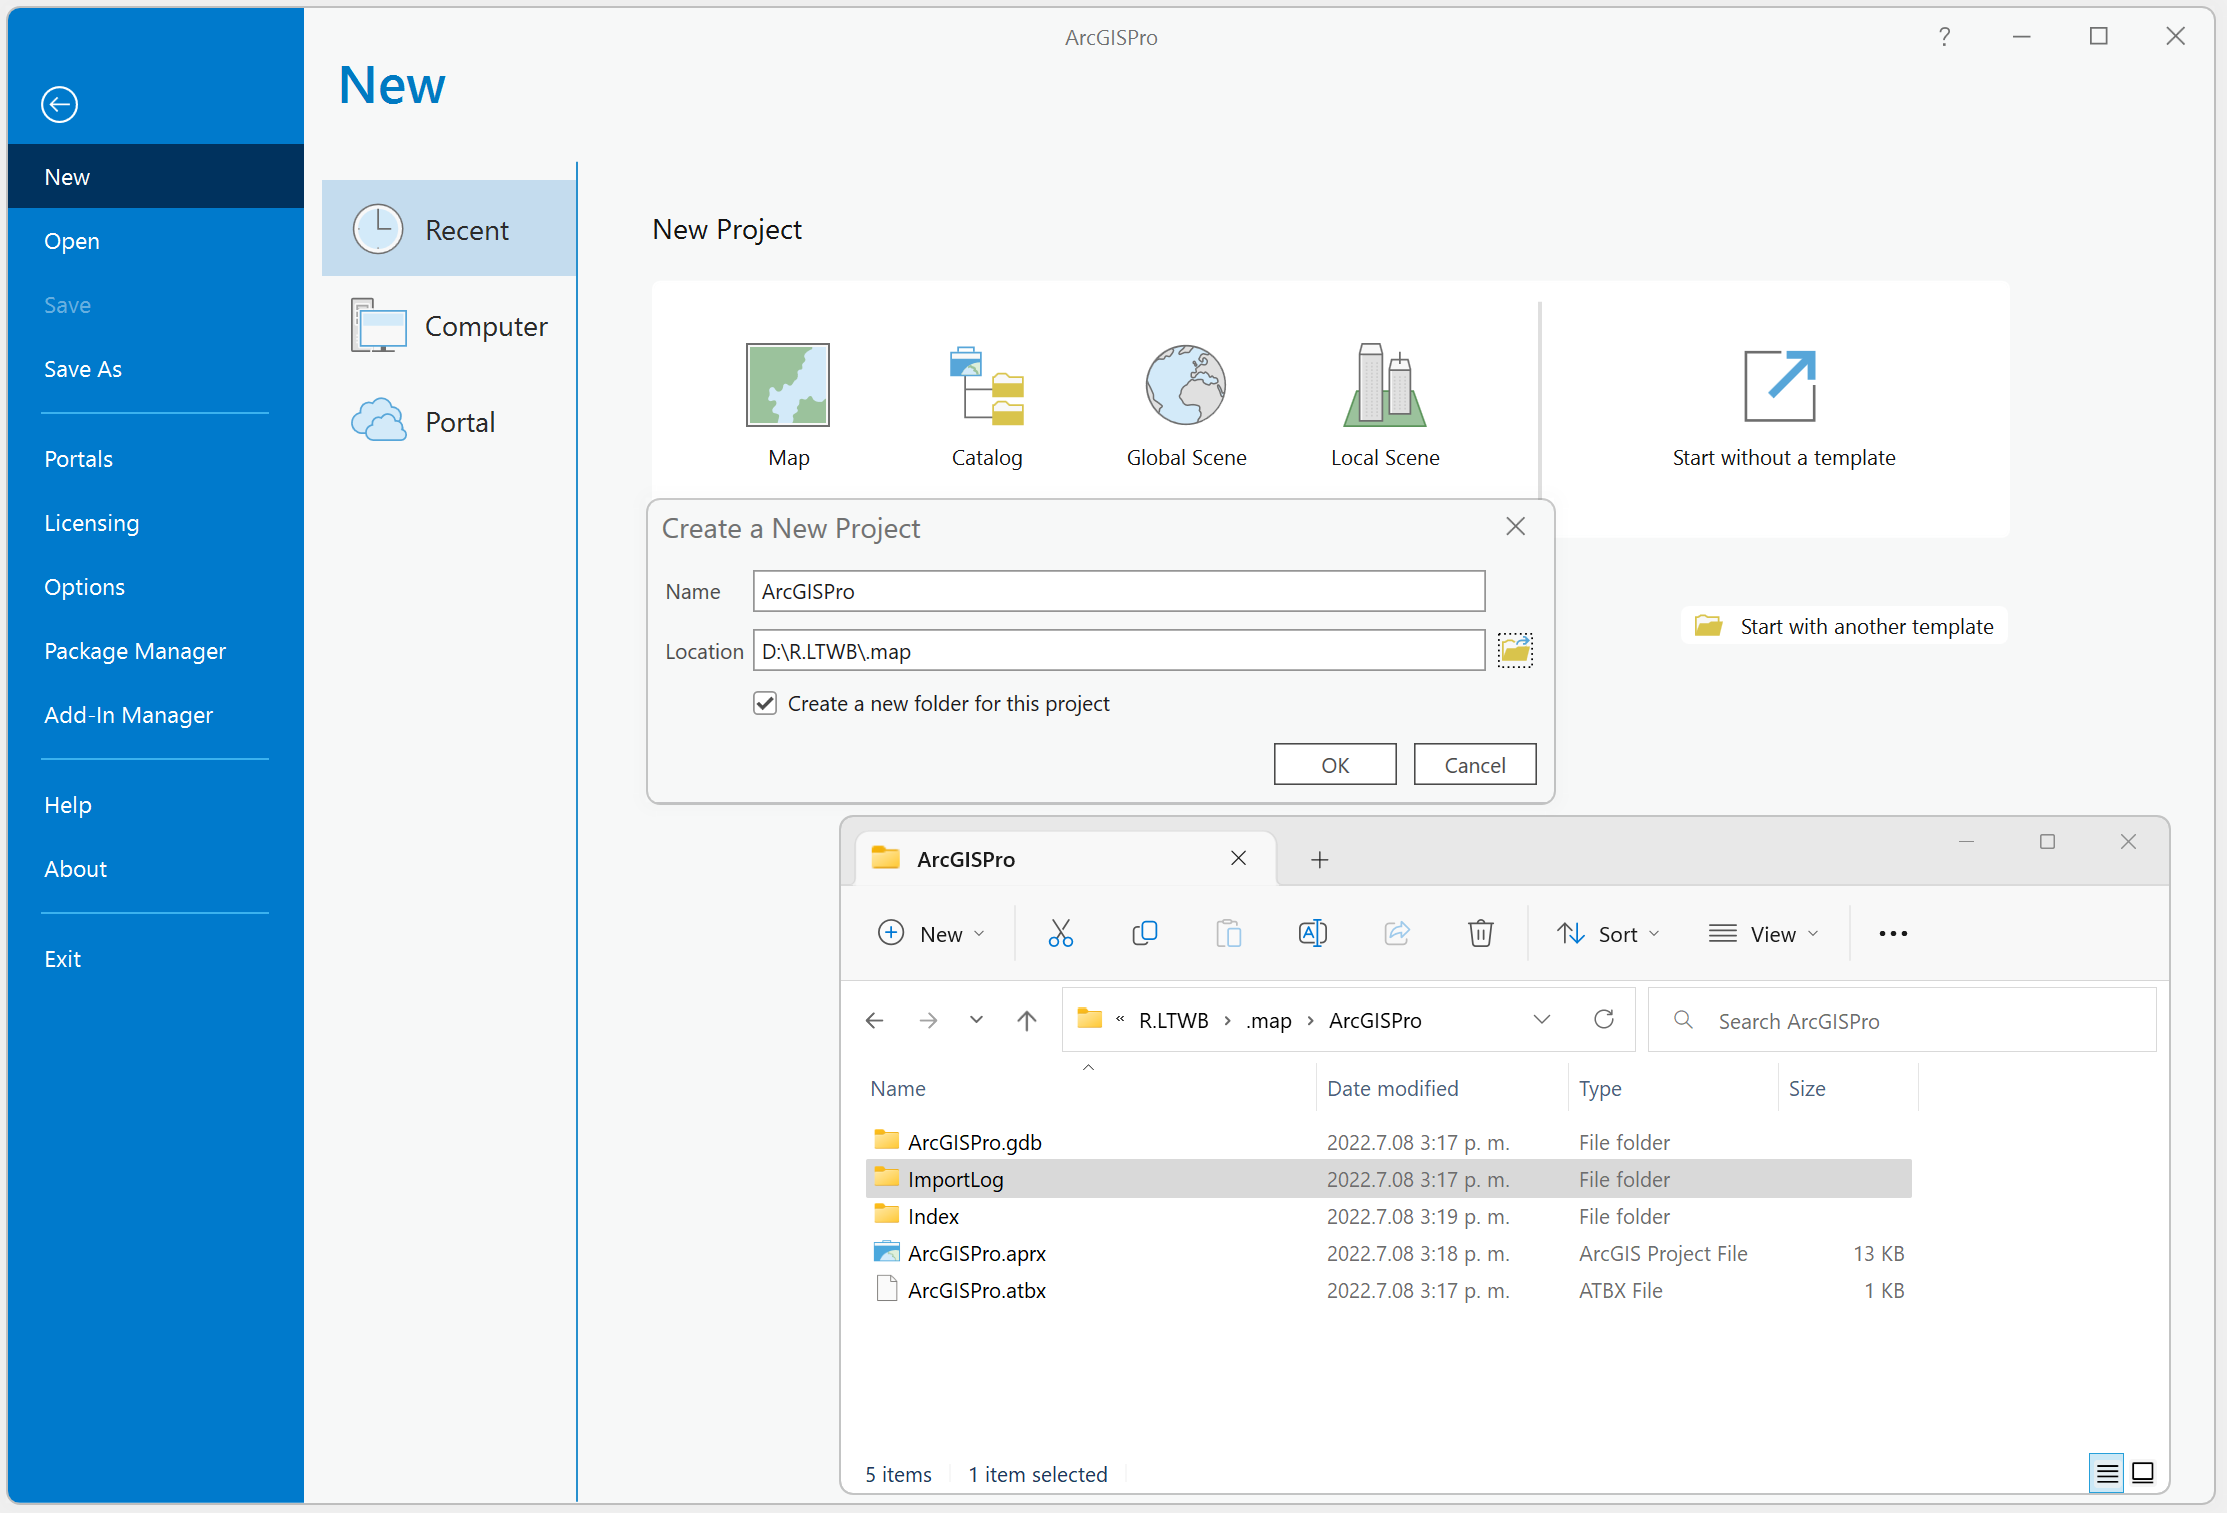 ArcGISPro
?
New
New
Open
Save
Save As
Portals
Licensing
Options
Package Manager
Add-In Manager
Help
About
Exit
Recent
Computer
Portal
New Project
Map
Catalog
Global Scene
Local Scene
Start without a template
Start with another template
Create a New Project
Name ArcGISPro
Location D:\R.LTWB\.map
Create a new folder for this project
OK Cancel
ArcGISPro
New Sort View
« R.LTWB > .map > ArcGISPro
Search ArcGISPro
Name Date modified Type Size
ArcGISPro.gdb 2022.7.08 3:17 p. m. File folder
ImportLog 2022.7.08 3:17 p. m. File folder
Index 2022.7.08 3:19 p. m. File folder
ArcGISPro.aprx 2022.7.08 3:18 p. m. ArcGIS Project File 13 KB
ArcGISPro.atbx 2022.7.08 3:17 p. m. ATBX File 1 KB
5 items 1 item selected